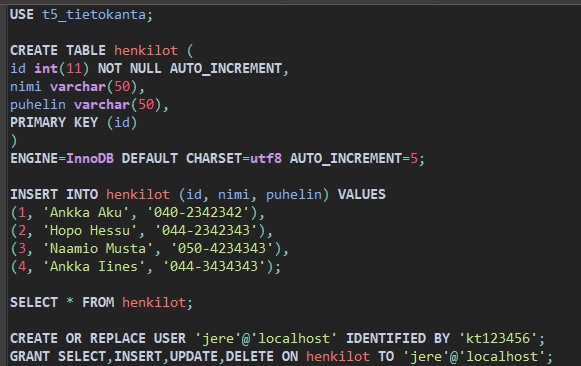 USE t5_tietokanta;
CREATE TABLE henkilot (
id int(11) NOT NULL AUTO_INCREMENT,
nimi varchar(50),
puhelin varchar(50),
PRIMARY KEY (id)
)
ENGINE=InnoDB DEFAULT CHARSET=utf8 AUTO_INCREMENT=5;
INSERT INTO henkilot (id, nimi, puhelin) VALUES
(1, 'Ankka Aku', '040-2342342'),
(2, 'Hopo Hessu', '044-2342343'),
(3, 'Naamio Musta', '050-4234343'),
(4, 'Ankka Iines', '044-3434343');
SELECT * FROM henkilot;
CREATE OR REPLACE USER 'jere'@'localhost' IDENTIFIED BY 'kt123456';
GRANT SELECT,INSERT,UPDATE,DELETE ON henkilot TO 'jere'@'localhost';